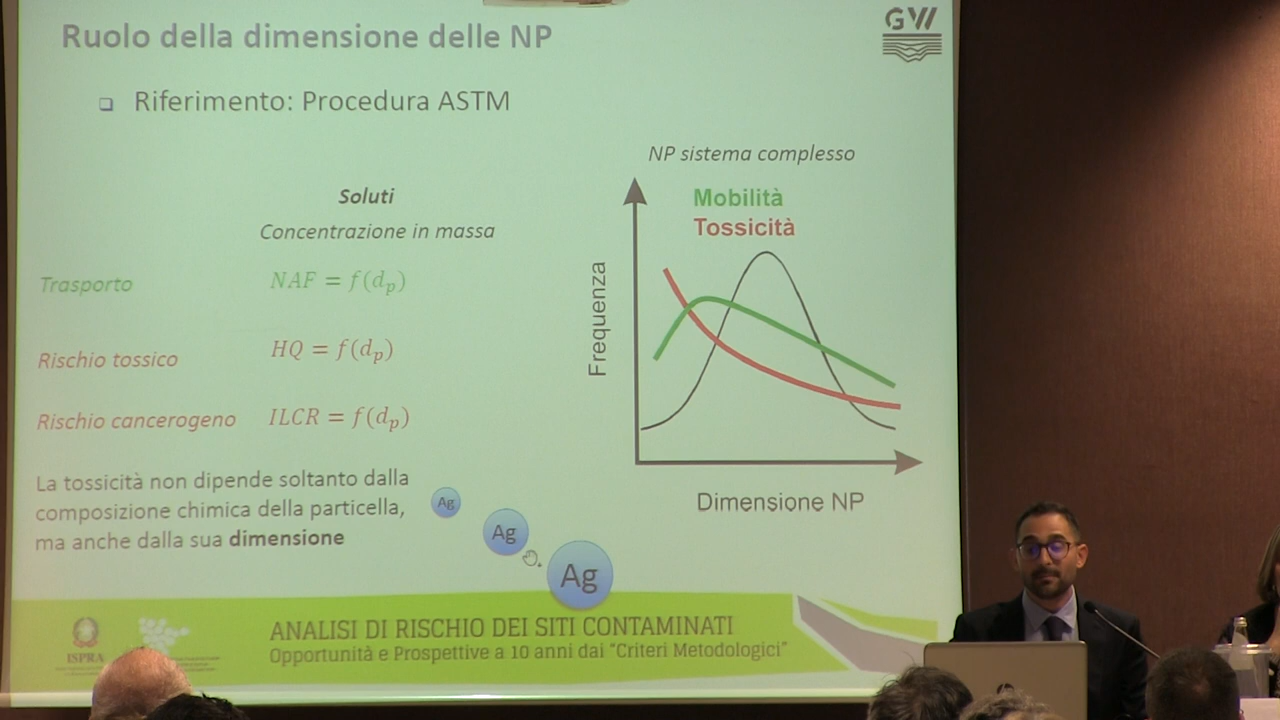 Ruolo della dimensione delle NP
GW
Riferimento: Procedura ASTM
NP sistema complesso
Soluti
Concentrazione in massa
Mobilità
Tossicità
Trasporto
NAF = f(dₚ)
Rischio tossico
HQ = f(dₚ)
Rischio cancerogeno
ILCR = f(dₚ)
Frequenza
Dimensione NP
La tossicità non dipende soltanto dalla
composizione chimica della particella,
ma anche dalla sua dimensione
Ag
Ag
Ag
ISPRA
ANALISI DI RISCHIO DEI SITI CONTAMINATI
Opportunità e Prospettive a 10 anni dai "Criteri Metodologici"